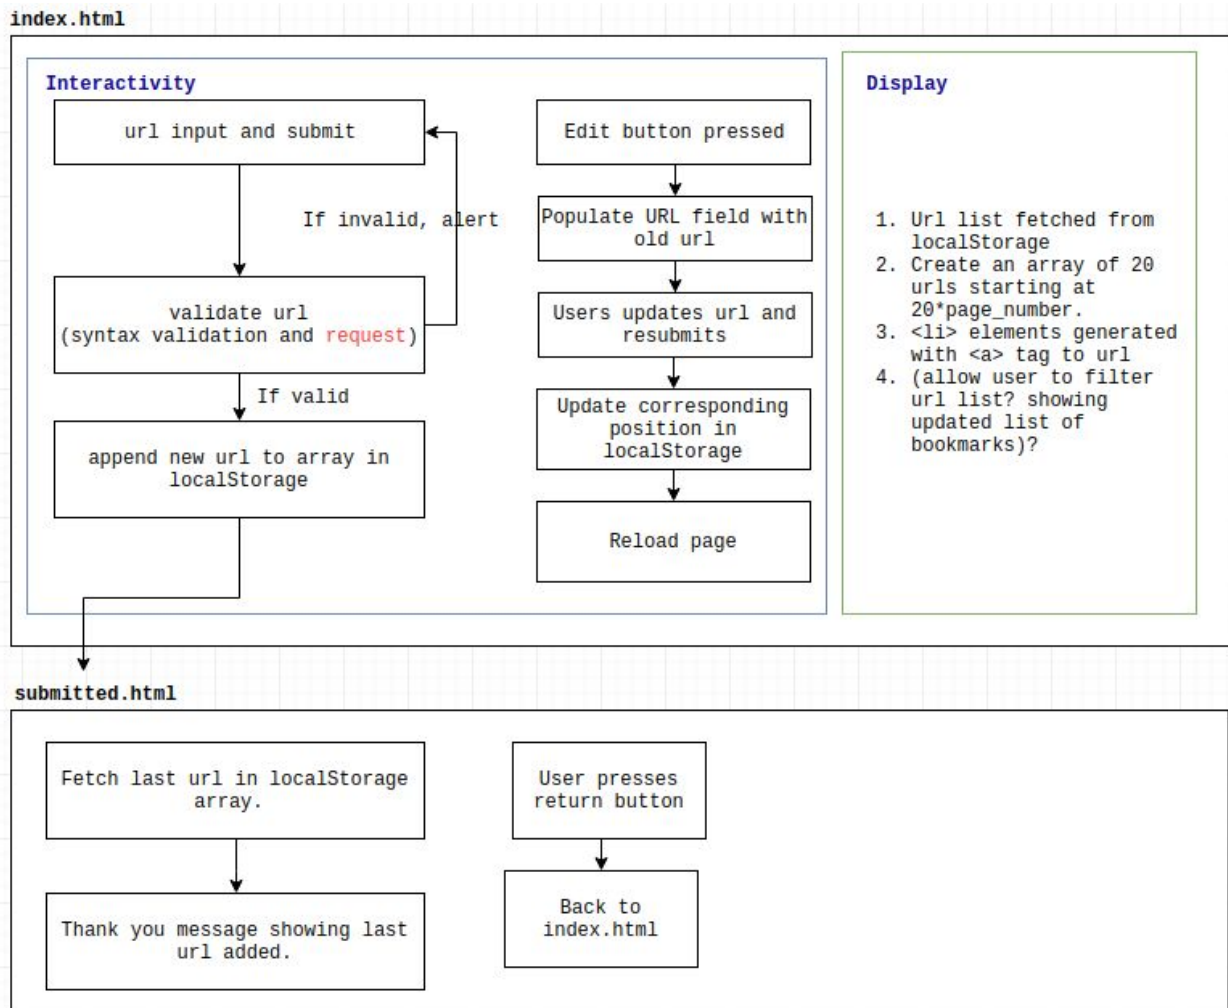 index.html
Interactivity
url input and submit
If invalid, alert
validate url
(syntax validation and request)
If valid
append new url to array in
localStorage
Edit button pressed
Populate URL field with
old url
Users updates url and
resubmits
Update corresponding
position in
localStorage
Reload page
Display
1. Url list fetched from
localStorage
2. Create an array of 20
urls starting at
20*page_number.
3. <li> elements generated
with <a> tag to url
4. (allow user to filter
url list? showing
updated list of
bookmarks)?
submitted.html
Fetch last url in localStorage
array.
Thank you message showing last
url added.
User presses
return button
Back to
index.html